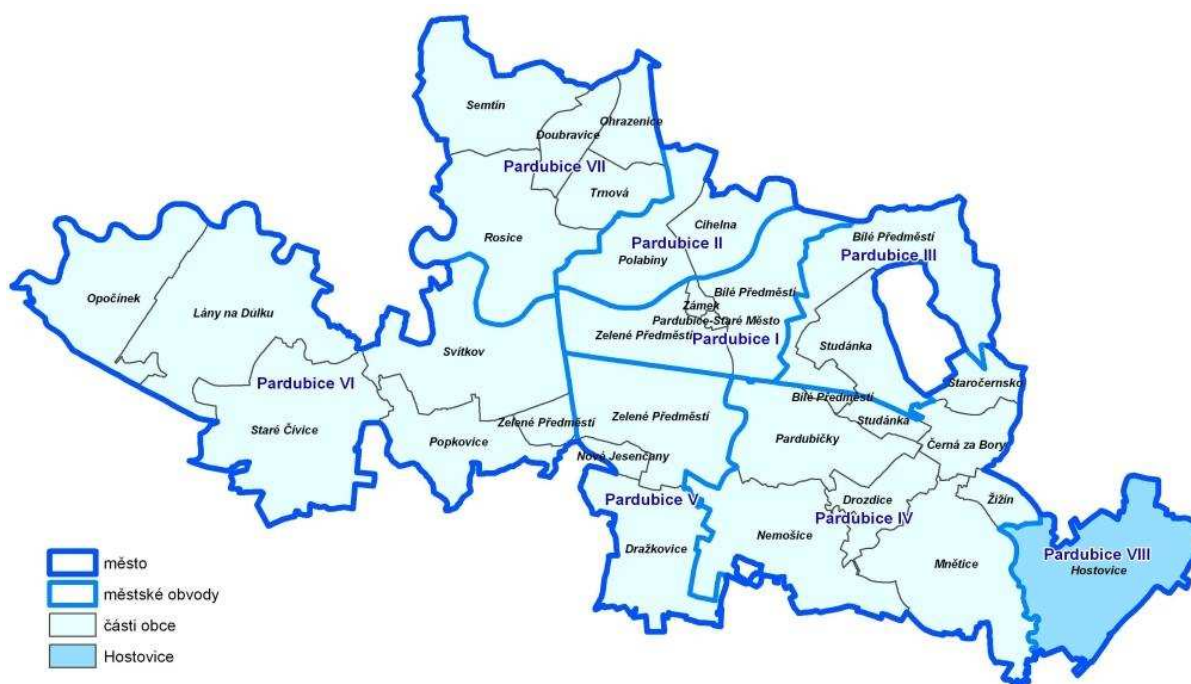 Semtín
Ohrazenice
Doubravice
Pardubice VII
Trnová
Rosice
Cihelna
Pardubice II
Polabiny
Bílé Předměstí
Pardubice III
Opočínek
Lány na Důlku
Bílé Předměstí
Zámek
Pardubice-Staré Město
Zelené Předměstí
Pardubice I
Studánka
Svítkov
Pardubice VI
Staročernsko
Bílé Předměstí
Staré Čívice
Popkovice
Zelené Předměstí
Zelené Předměstí
Studánka
Pardubičky
Černá za Bory
Nové Jesenčany
Pardubice V
Drozdice
Žižín
Pardubice IV
Dražkovice
Nemošice
Mnětice
Pardubice VIII
Hostovice
město
městské obvody
části obce
Hostovice